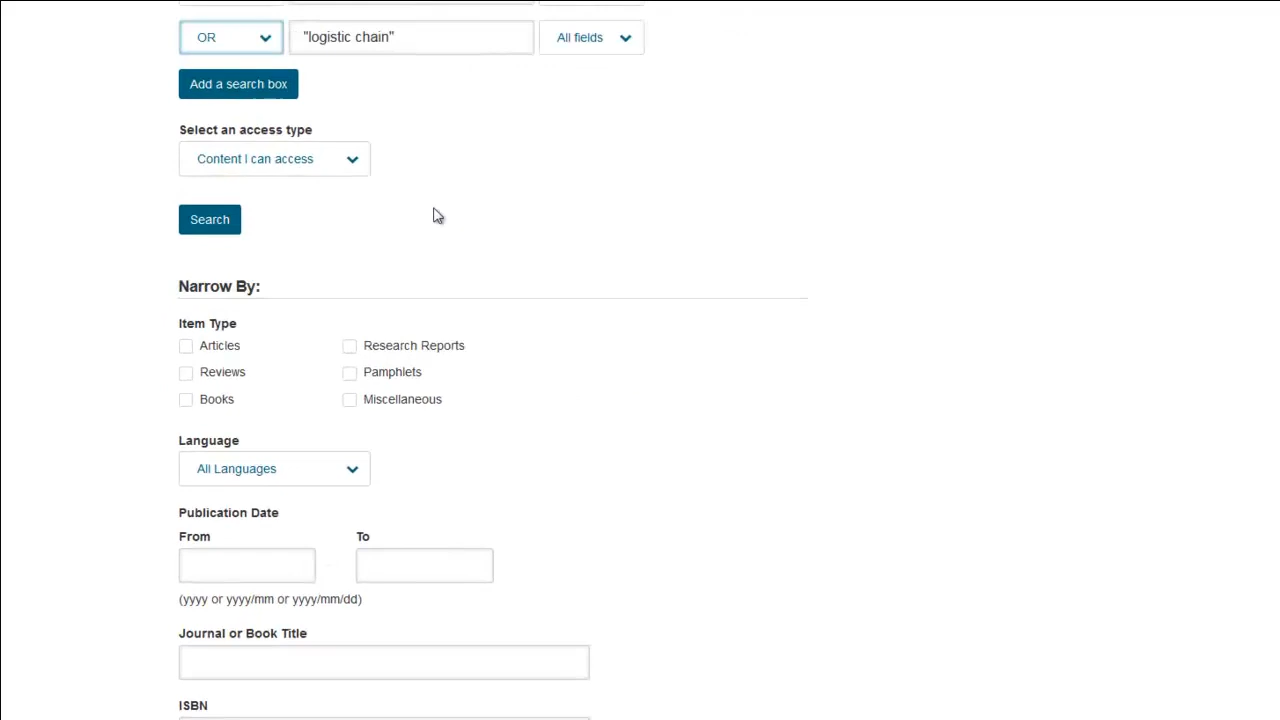 OR "logistic chain" All fields
Add a search box
Select an access type
Content I can access
Search
Narrow By:
Item Type
Articles Research Reports
Reviews Pamphlets
Books Miscellaneous
Language
All Languages
Publication Date
From To
(yyyy or yyyy/mm or yyyy/mm/dd)
Journal or Book Title
ISBN